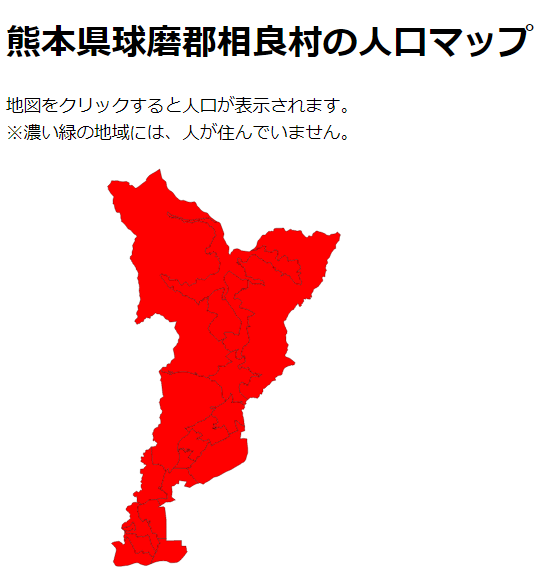 熊本県球磨郡相良村の人口マップ
地図をクリックすると人口が表示されます。
※濃い緑の地域には、人が住んでいません。